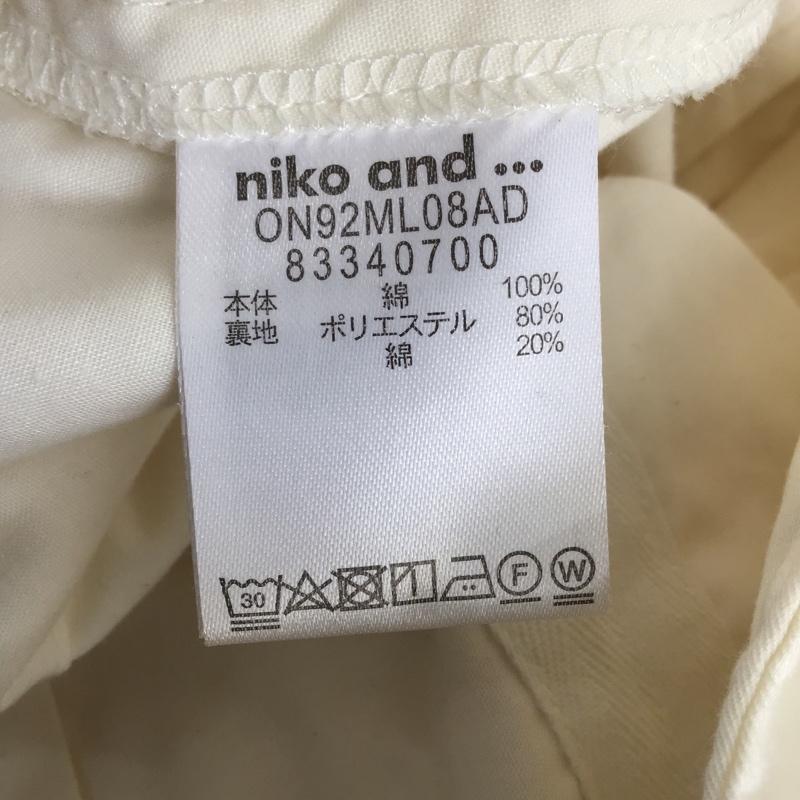 niko and ...
ON92ML08AD
83340700
本体 綿 100%
裏地 ポリエステル 80%
綿 20%
30 F W